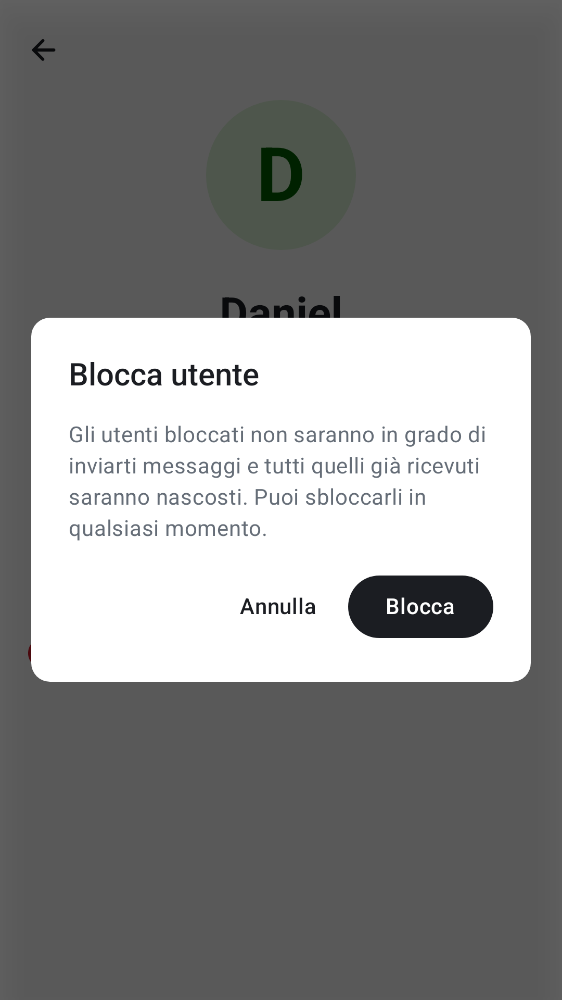 D
Daniel
Blocca utente
Gli utenti bloccati non saranno in grado di
inviarti messaggi e tutti quelli già ricevuti
saranno nascosti. Puoi sbloccarli in
qualsiasi momento.
Annulla
Blocca